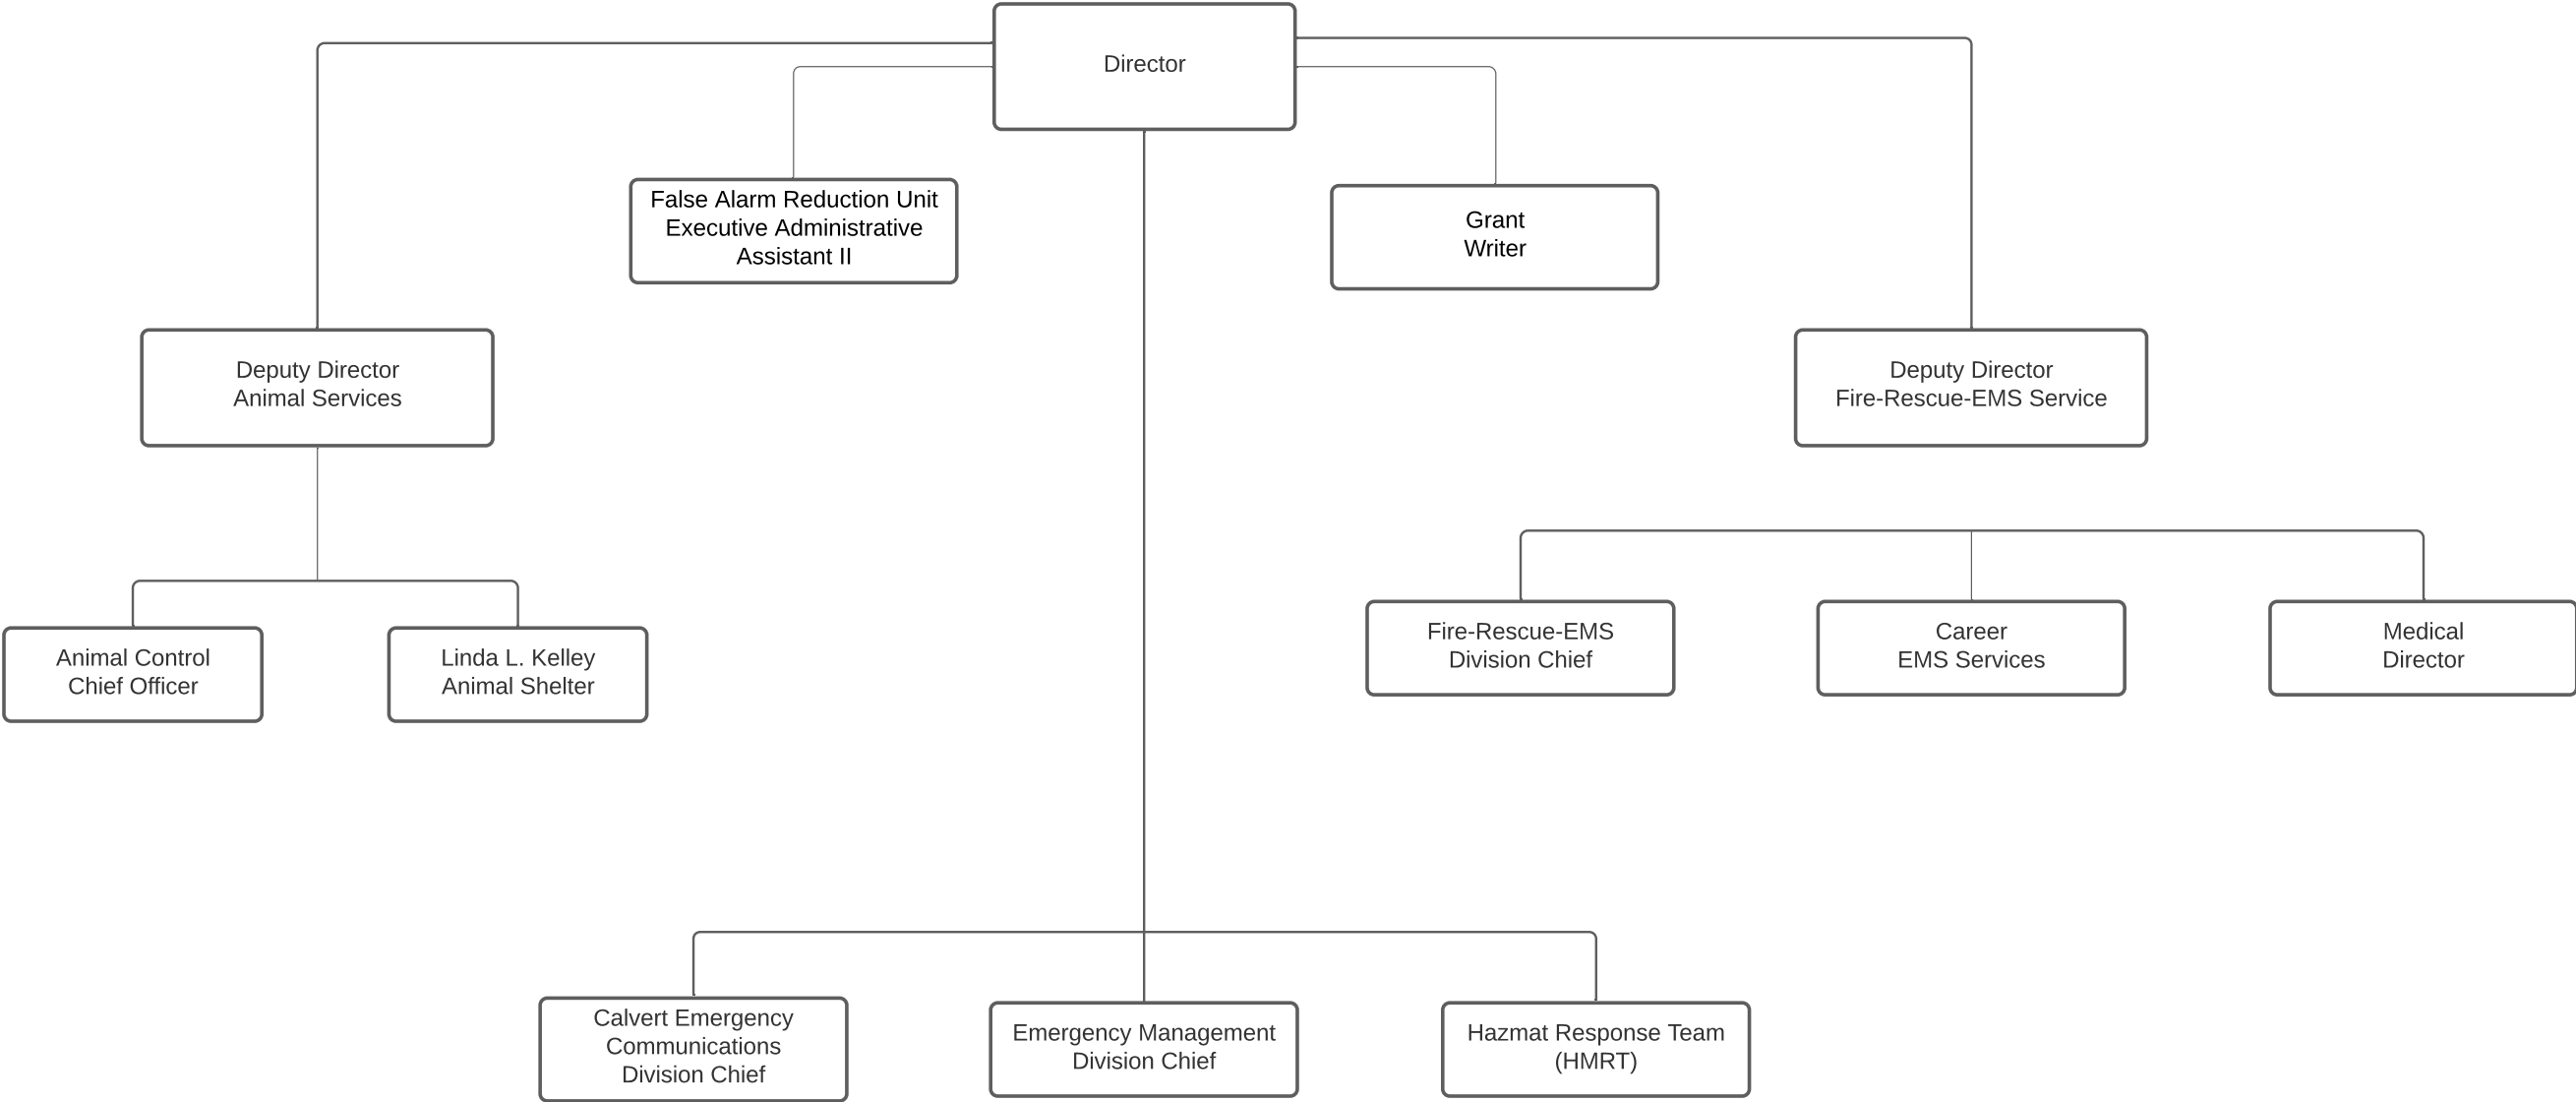 Director
False Alarm Reduction Unit
Executive Administrative
Assistant II
Grant
Writer
Deputy Director
Animal Services
Deputy Director
Fire-Rescue-EMS Service
Animal Control
Chief Officer
Linda L. Kelley
Animal Shelter
Fire-Rescue-EMS
Division Chief
Career
EMS Services
Medical
Director
Calvert Emergency
Communications
Division Chief
Emergency Management
Division Chief
Hazmat Response Team
(HMRT)